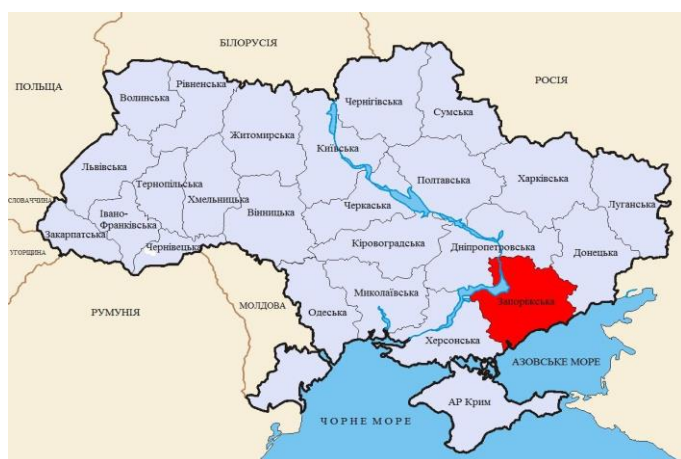 БІЛОРУСІЯ
ПОЛЬЩА
РОСІЯ
Рівненська
Волинська
Чернігівська
Сумська
Житомирська
Київська
Львівська
Тернопільська
Хмельницька
Полтавська
Харківська
СЛОВАЧЧИНА
Івано-
Франківська
Вінницька
Черкаська
Луганська
Закарпатська
Чернівецька
Кіровоградська
Дніпропетровська
Донецька
УГОРЩИНА
РУМУНІЯ
МОЛДОВА
Одеська
Миколаївська
Запоріжська
Херсонська
АЗОВСЬКЕ МОРЕ
АР Крим
ЧОРНЕ МОРЕ